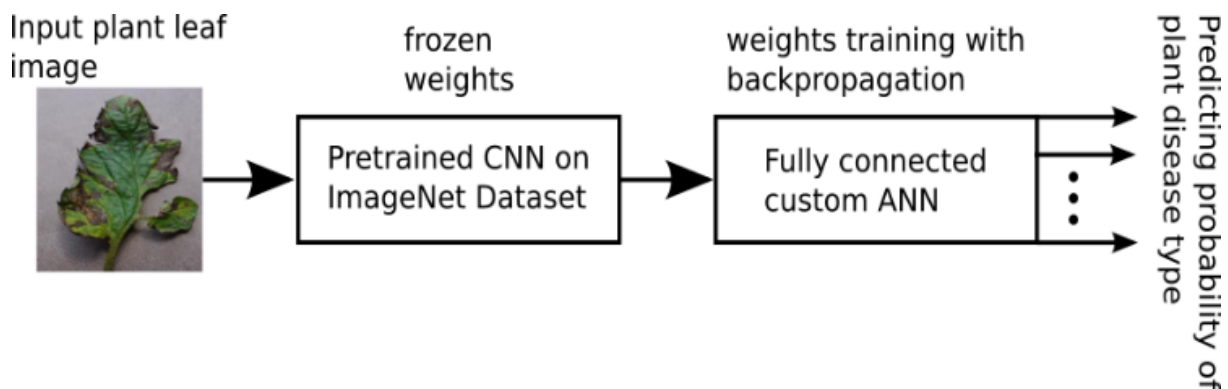 Input plant leaf
image
frozen
weights
weights training with
backpropagation
Pretrained CNN on
ImageNet Dataset
Fully connected
custom ANN
Predicting probability of
plant disease type